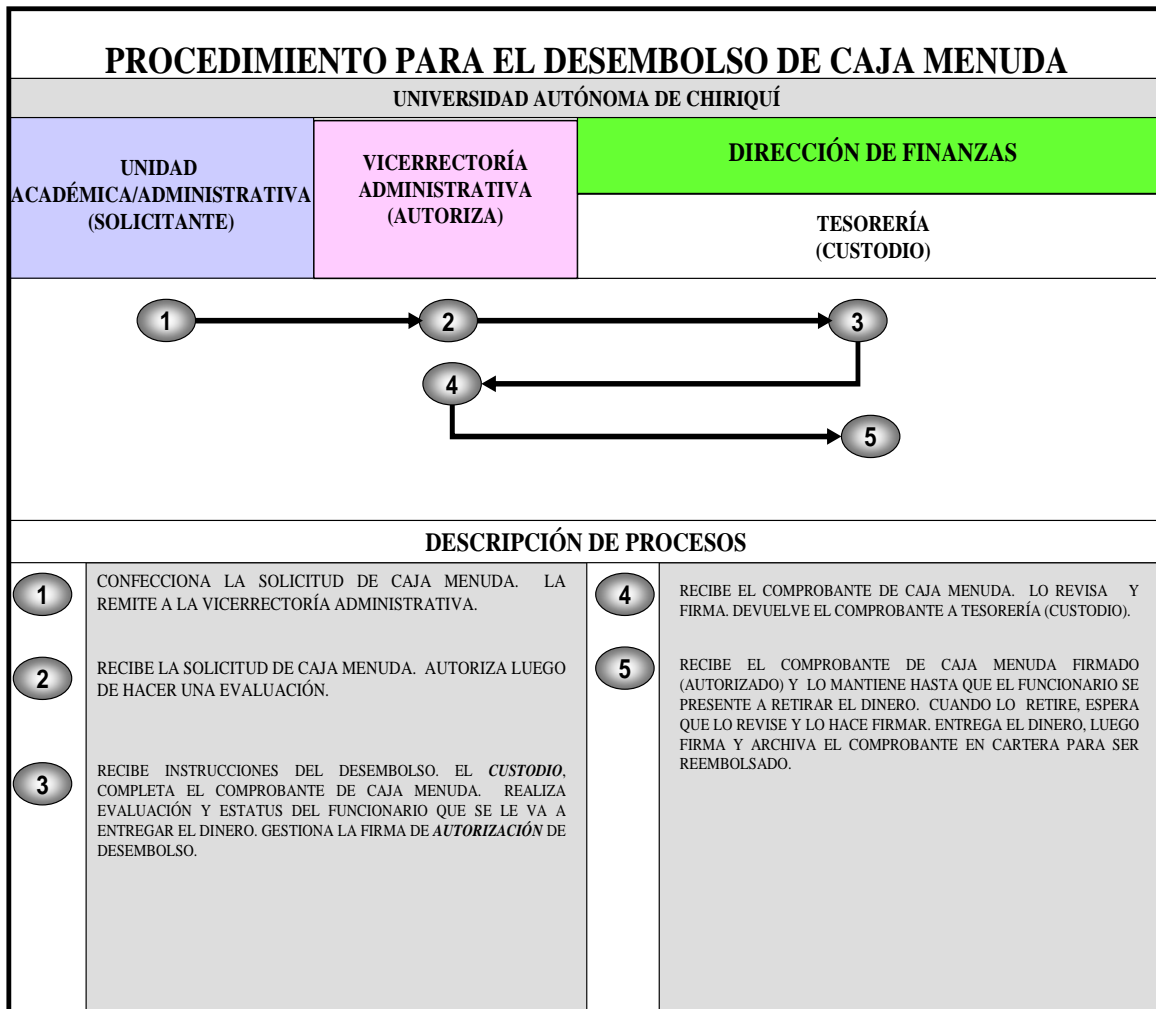 PROCEDIMIENTO PARA EL DESEMBOLSO DE CAJA MENUDA
UNIVERSIDAD AUTÓNOMA DE CHIRIQUÍ
UNIDAD
ACADÉMICA/ADMINISTRATIVA
(SOLICITANTE)
VICERRECTORÍA
ADMINISTRATIVA
(AUTORIZA)
DIRECCIÓN DE FINANZAS
TESORERÍA
(CUSTODIO)
1
2
3
4
5
DESCRIPCIÓN DE PROCESOS
1
CONFECCIONA LA SOLICITUD DE CAJA MENUDA. LA
REMITE A LA VICERRECTORÍA ADMINISTRATIVA.
2
RECIBE LA SOLICITUD DE CAJA MENUDA. AUTORIZA LUEGO
DE HACER UNA EVALUACIÓN.
3
RECIBE INSTRUCCIONES DEL DESEMBOLSO. EL CUSTODIO,
COMPLETA EL COMPROBANTE DE CAJA MENUDA. REALIZA
EVALUACIÓN Y ESTATUS DEL FUNCIONARIO QUE SE LE VA A
ENTREGAR EL DINERO. GESTIONA LA FIRMA DE AUTORIZACIÓN DE
DESEMBOLSO.
4
RECIBE EL COMPROBANTE DE CAJA MENUDA. LO REVISA Y
FIRMA. DEVUELVE EL COMPROBANTE A TESORERÍA (CUSTODIO).
5
RECIBE EL COMPROBANTE DE CAJA MENUDA FIRMADO
(AUTORIZADO) Y LO MANTIENE HASTA QUE EL FUNCIONARIO SE
PRESENTE A RETIRAR EL DINERO. CUANDO LO RETIRE, ESPERA
QUE LO REVISE Y LO HACE FIRMAR. ENTREGA EL DINERO, LUEGO
FIRMA Y ARCHIVA EL COMPROBANTE EN CARTERA PARA SER
REEMBOLSADO.